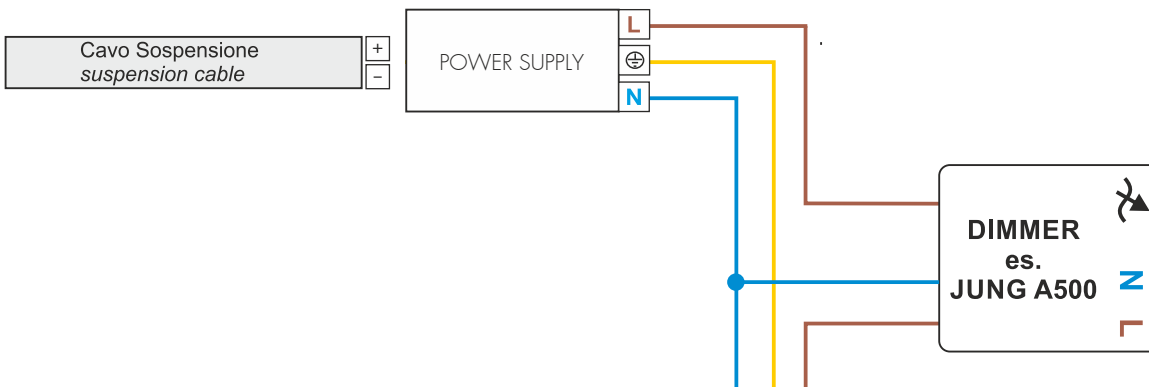 Cavo Sospensione
suspension cable
+
−
POWER SUPPLY
L
N
DIMMER
es.
JUNG A500
N
L